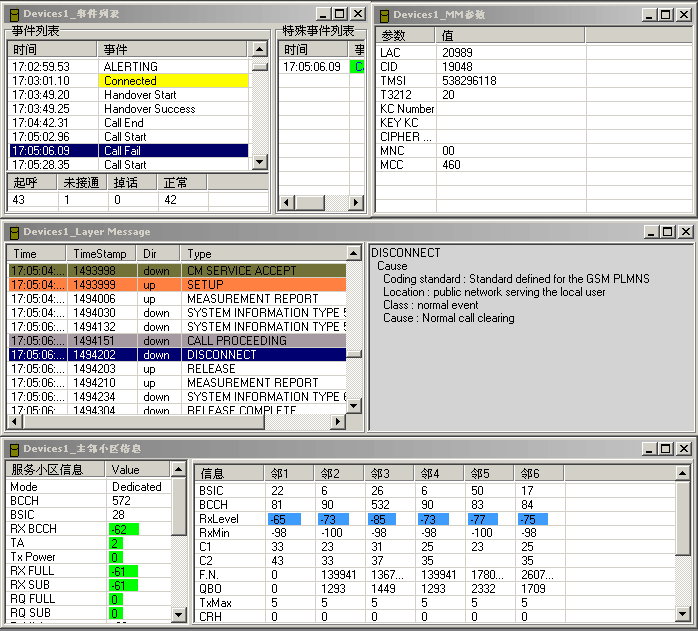 Devices1_事件列表
事件列表
时间 事件
17:02:59.53 ALERTING
17:03:01.10 Connected
17:03:49.20 Handover Start
17:03:49.25 Handover Success
17:04:42.31 Call End
17:05:02.96 Call Start
17:05:06.09 Call Fail
17:05:28.35 Call Start
起呼 未接通 掉话 正常
43 1 0 42
特殊事件列表
时间 事
17:05:06.09
Devices1_MM参数
参数 值
LAC 20989
CID 19048
TMSI 538296118
T3212 20
KC Number
KEY KC
CIPHER ...
MNC 00
MCC 460
Devices1_Layer Message
Time TimeStamp Dir Type
17:05:04:... 1493998 down CM SERVICE ACCEPT
17:05:04:... 1493999 up SETUP
17:05:04:... 1494006 up MEASUREMENT REPORT
17:05:04:... 1494030 down SYSTEM INFORMATION TYPE 5
17:05:06:... 1494132 down SYSTEM INFORMATION TYPE 5
17:05:06:... 1494151 down CALL PROCEEDING
17:05:06:... 1494202 down DISCONNECT
17:05:06:... 1494203 up RELEASE
17:05:06:... 1494210 up MEASUREMENT REPORT
17:05:06:... 1494234 down SYSTEM INFORMATION TYPE 6
17:05:06:... 1494304 down RELEASE COMPLETE
DISCONNECT
Cause
Coding standard : Standard defined for the GSM PLMNS
Location : public network serving the local user
Class : normal event
Cause : Normal call clearing
Devices1_主邻小区信息
服务小区信息 Value
Mode Dedicated
BCCH 572
BSIC 28
RX BCCH -62
TA 2
Tx Power 0
RX FULL -61
RX SUB -61
RQ FULL 0
RQ SUB 0
信息 邻1 邻2 邻3 邻4 邻5 邻6
BSIC 22 6 26 6 50 17
BCCH 81 90 532 90 83 84
RxLevel -65 -73 -85 -73 -77 -75
RxMin -98 -100 -98 -98 -100 -98
C1 33 23 31 25 23 25
C2 43 33 37 35 35
F.N. 0 139941 1367... 139941 1780... 2607...
QBO 0 1293 1449 1293 2332 1709
TxMax 5 5 5 5 5 5
CRH 0 0 0 0 0 0